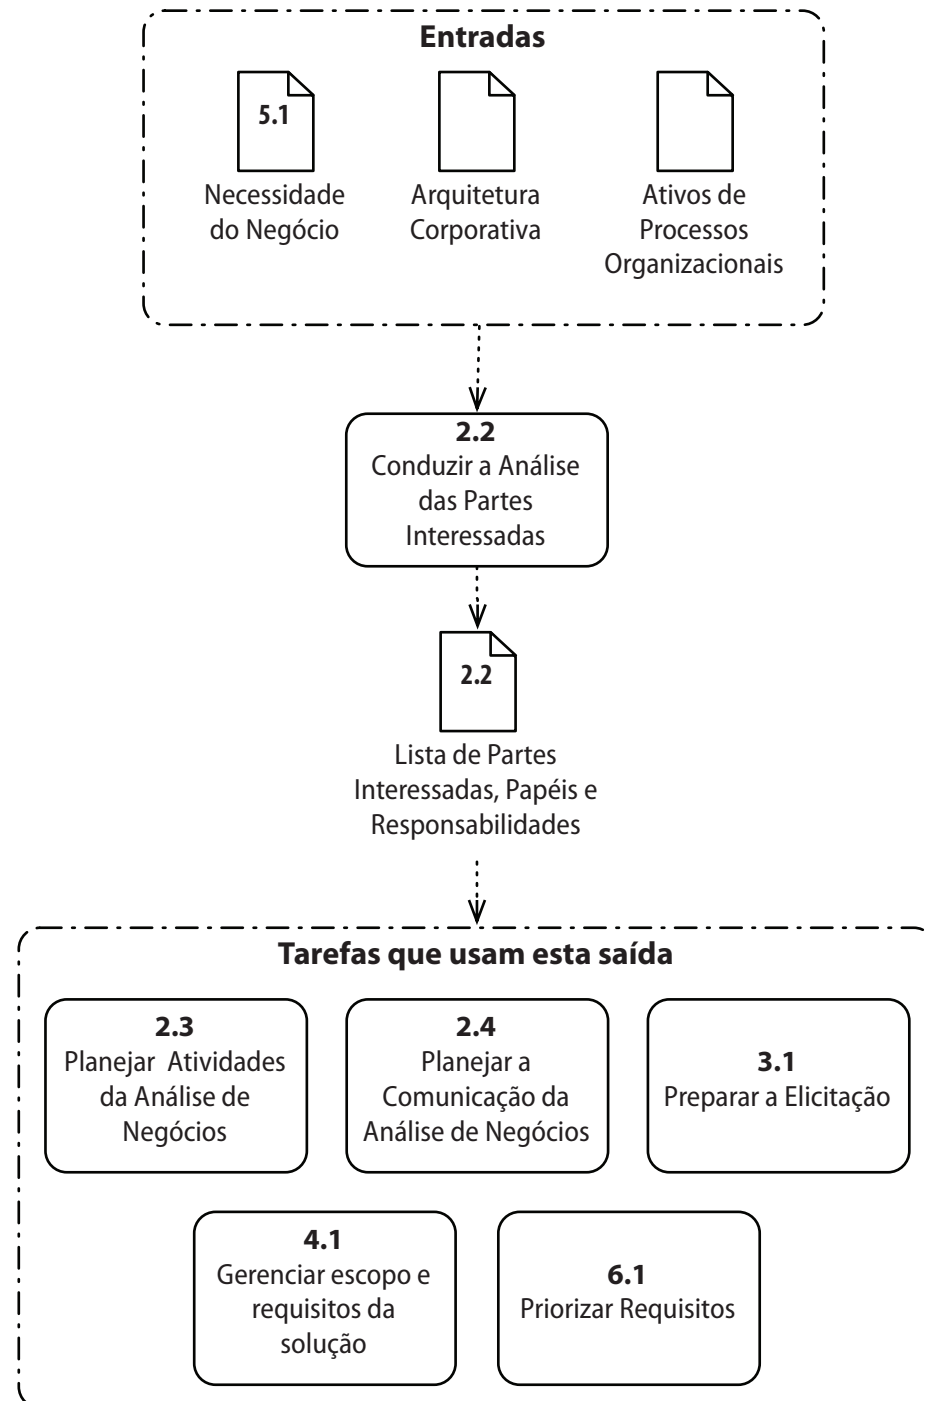 Entradas
5.1
Necessidade
do Negócio
Arquitetura
Corporativa
Ativos de
Processos
Organizacionais
2.2
Conduzir a Análise
das Partes
Interessadas
2.2
Lista de Partes
Interessadas, Papéis e
Responsabilidades
Tarefas que usam esta saída
2.3
Planejar Atividades
da Análise de
Negócios
2.4
Planejar a
Comunicação da
Análise de Negócios
3.1
Preparar a Elicitação
4.1
Gerenciar escopo e
requisitos da
solução
6.1
Priorizar Requisitos